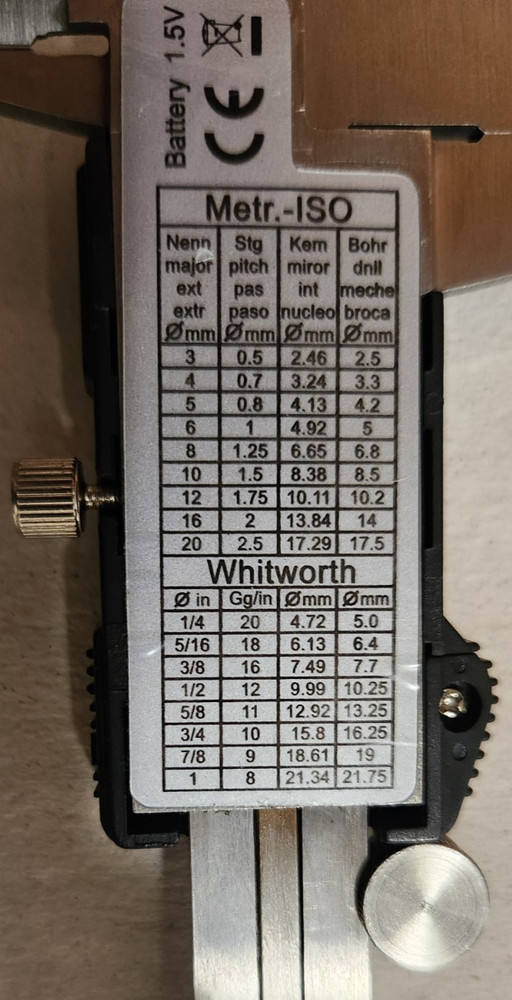 Battery 1.5V
CE
Metr.-ISO
Nenn Stg Kern Bohr
major pitch miror dnll
ext pas int meche
extr paso nucleo broca
Ømm Ømm Ømm Ømm
3 0.5 2.46 2.5
4 0.7 3.24 3.3
5 0.8 4.13 4.2
6 1 4.92 5
8 1.25 6.65 6.8
10 1.5 8.38 8.5
12 1.75 10.11 10.2
16 2 13.84 14
20 2.5 17.29 17.5
Whitworth
Ø in Gg/in Ømm Ømm
1/4 20 4.72 5.0
5/16 18 6.13 6.4
3/8 16 7.49 7.7
1/2 12 9.99 10.25
5/8 11 12.92 13.25
3/4 10 15.8 16.25
7/8 9 18.61 19
1 8 21.34 21.75